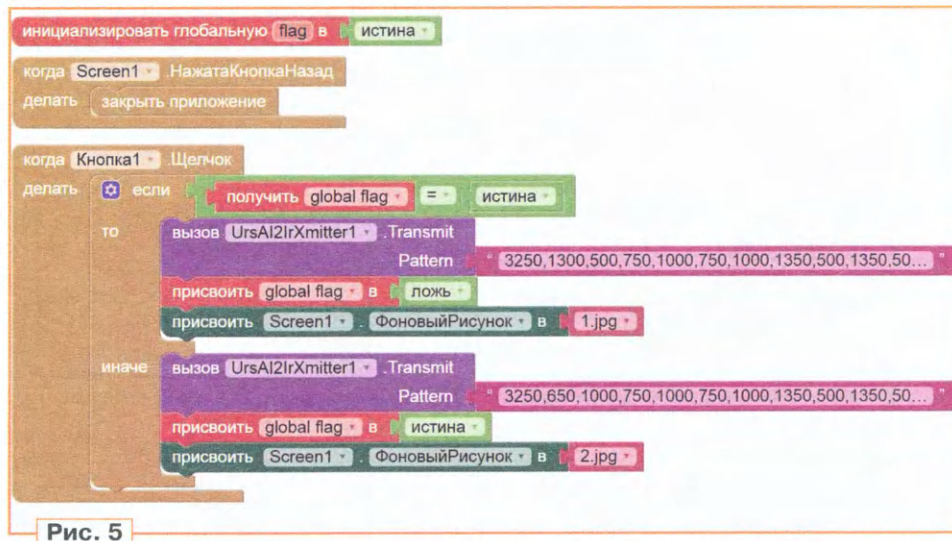 инициализировать глобальную flag в истина
когда Screen1 .НажатаКнопкаНазад
делать закрыть приложение
когда Кнопка1 .Щелчок
делать если получить global flag = истина
то вызов UrsAI2IrXmitter1 .Transmit
Pattern " 3250,1300,500,750,1000,750,1000,1350,500,1350,50... "
присвоить global flag в ложь
присвоить Screen1 . ФоновыйРисунок в 1.jpg
иначе вызов UrsAI2IrXmitter1 .Transmit
Pattern " 3250,650,1000,750,1000,750,1000,1350,500,1350,50... "
присвоить global flag в истина
присвоить Screen1 . ФоновыйРисунок в 2.jpg
Рис. 5